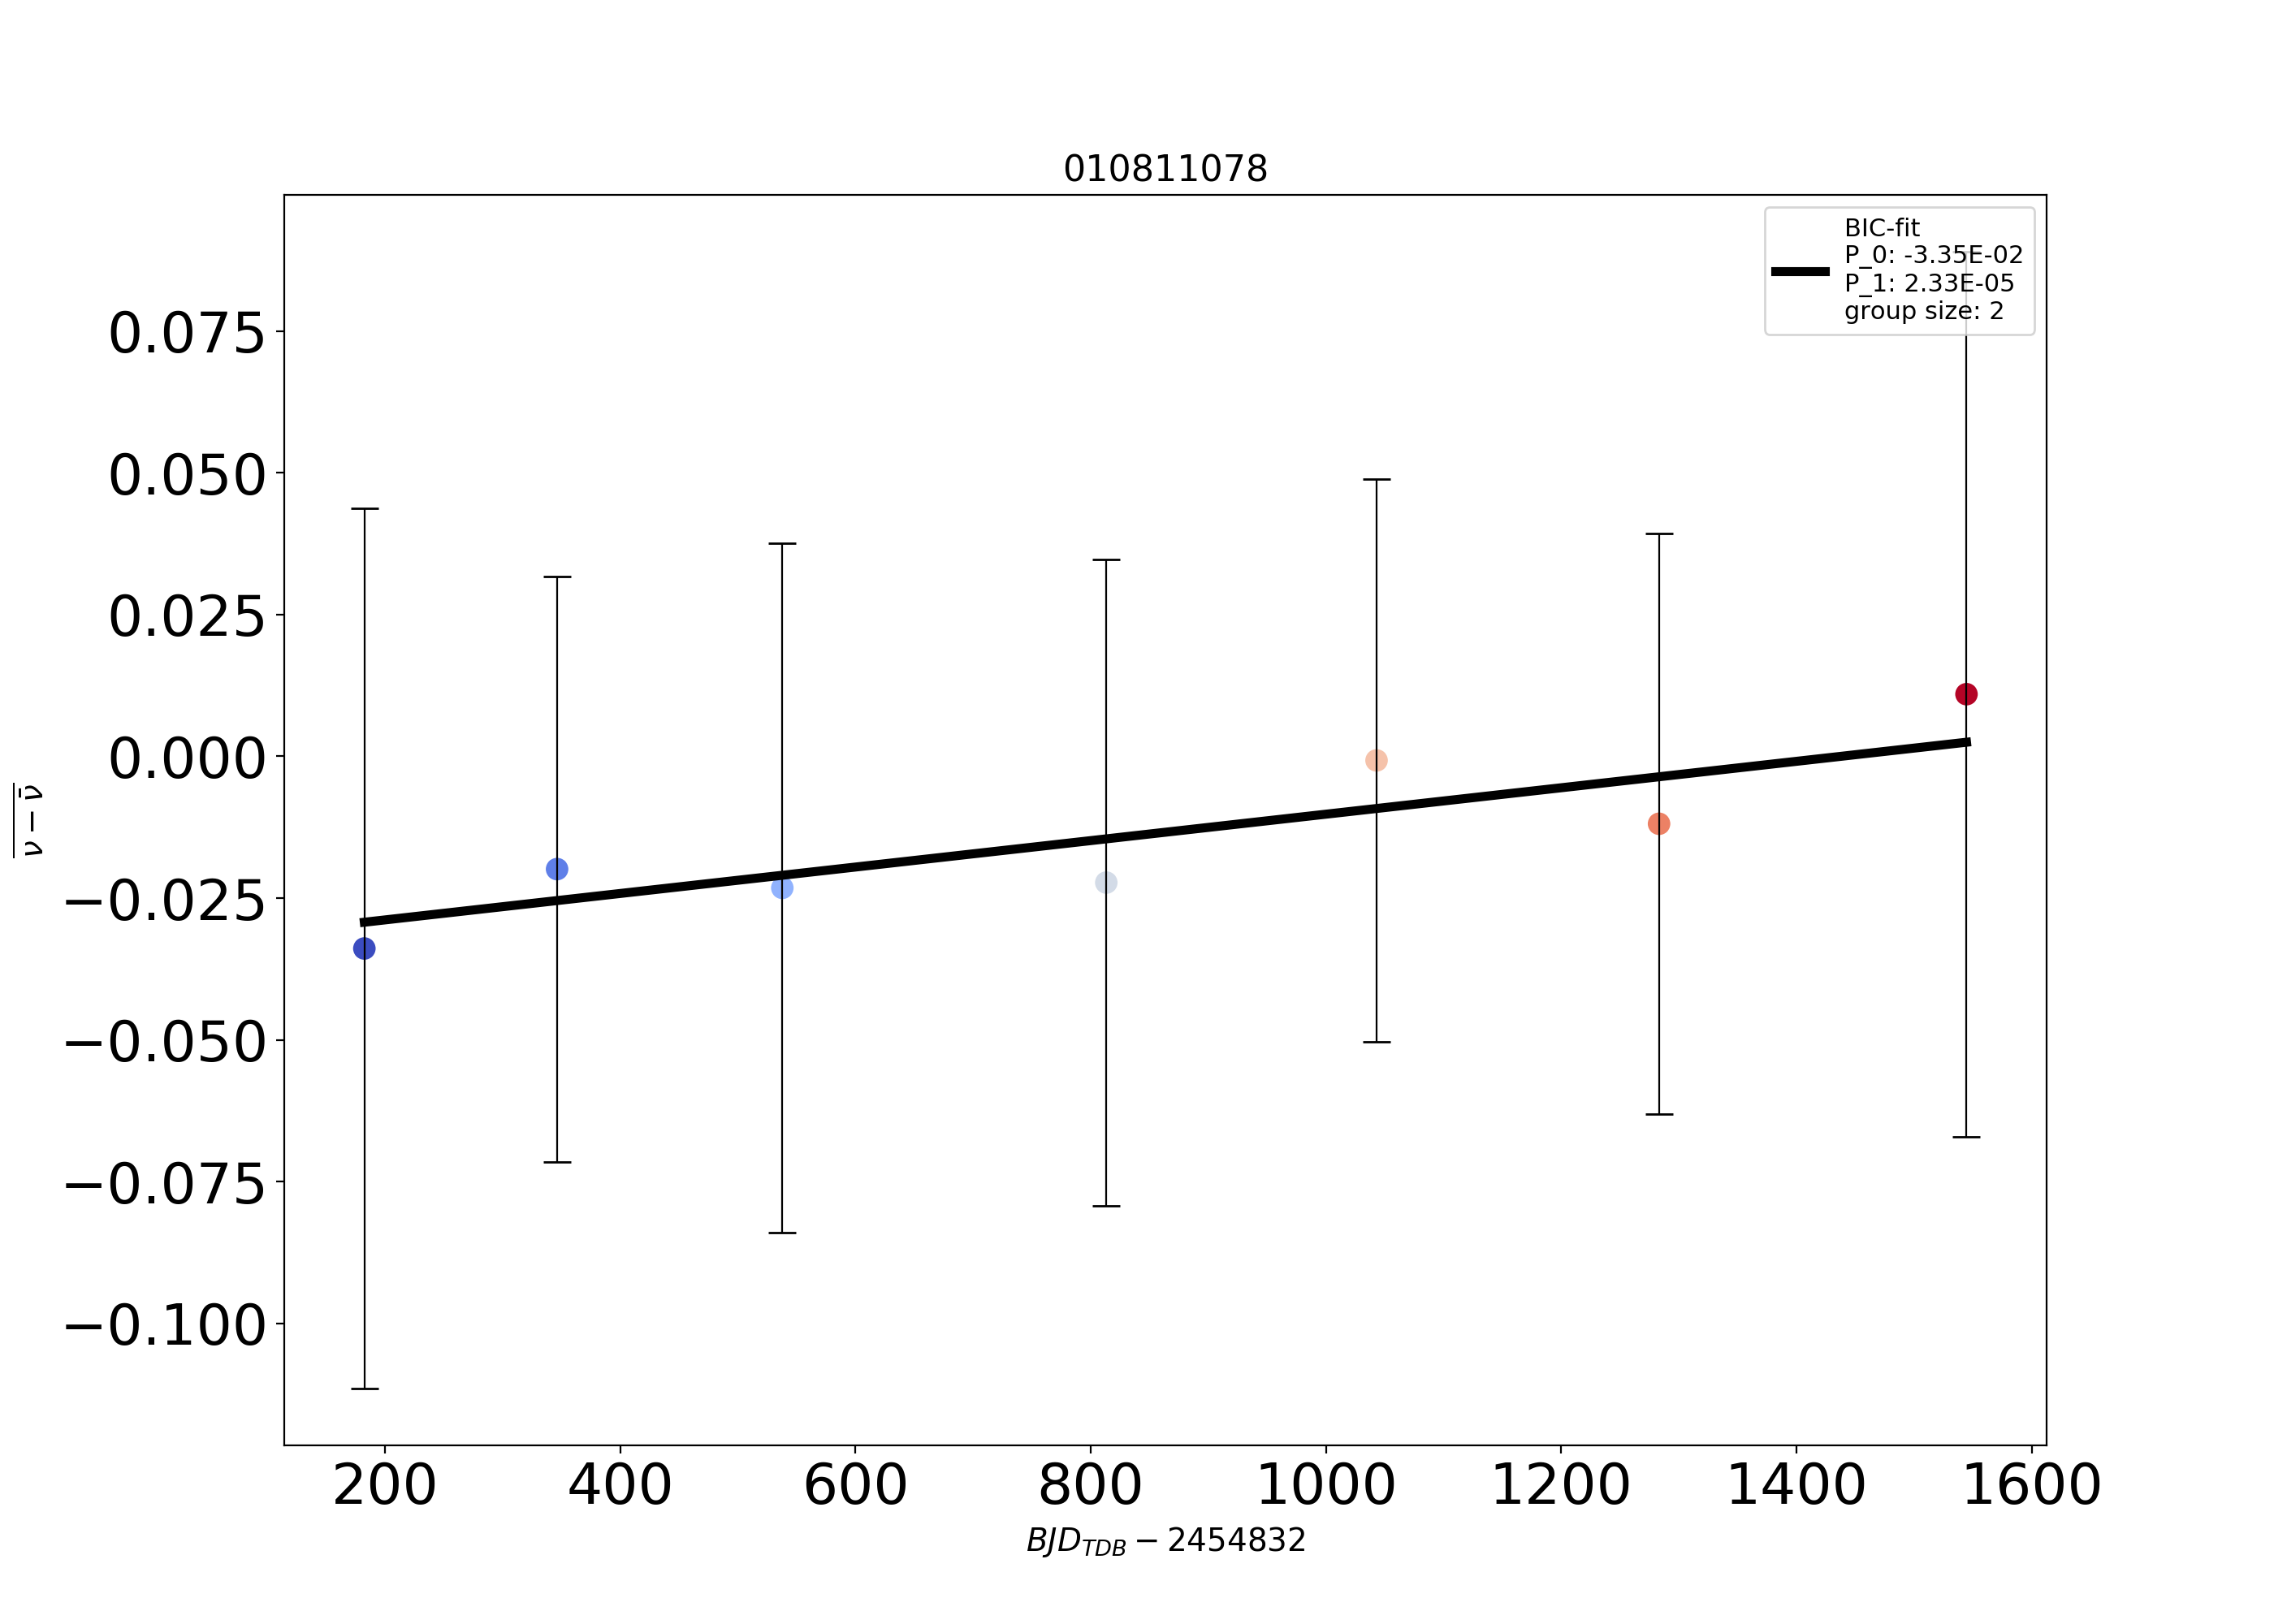 010811078
BIC-fit
P_0: -3.35E-02
P_1: 2.33E-05
group size: 2
0.075
0.050
0.025
0.000
−0.025
−0.050
−0.075
−0.100
ν − ν̄
200 400 600 800 1000 1200 1400 1600
BJD_TDB − 2454832